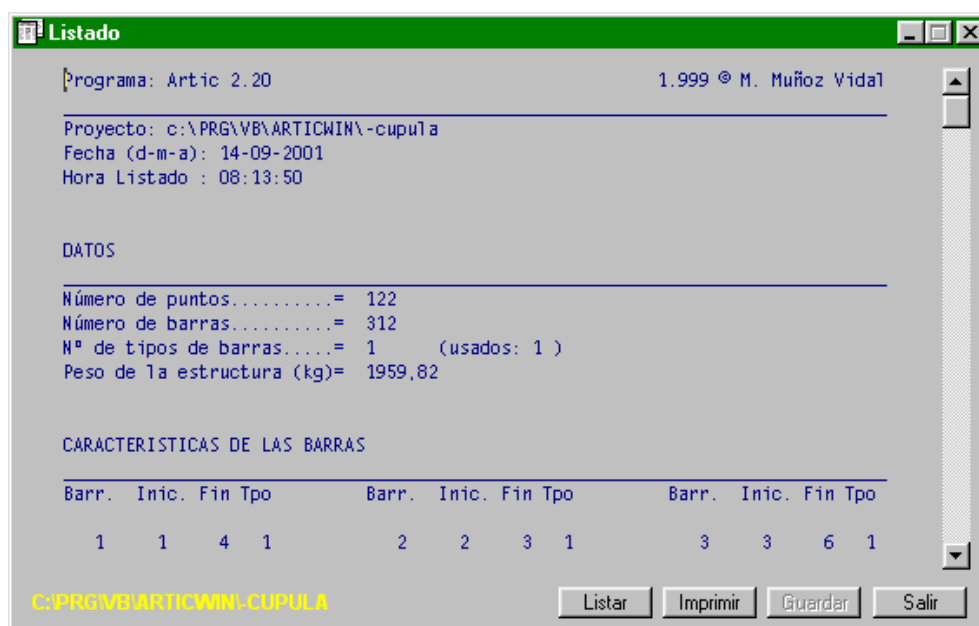 Listado
Programa: Artic 2.20 1.999 © M. Muñoz Vidal
Proyecto: c:\PRG\VB\ARTICWIN\-cupula
Fecha (d-m-a): 14-09-2001
Hora Listado : 08:13:50
DATOS
Número de puntos..........= 122
Número de barras..........= 312
Nº de tipos de barras.....= 1 (usados: 1 )
Peso de la estructura (kg)= 1959,82
CARACTERISTICAS DE LAS BARRAS
Barr. Inic. Fin Tpo Barr. Inic. Fin Tpo Barr. Inic. Fin Tpo
1 1 4 1 2 2 3 1 3 3 6 1
C:\PRG\VB\ARTICWIN\-CUPULA Listar Imprimir Guardar Salir